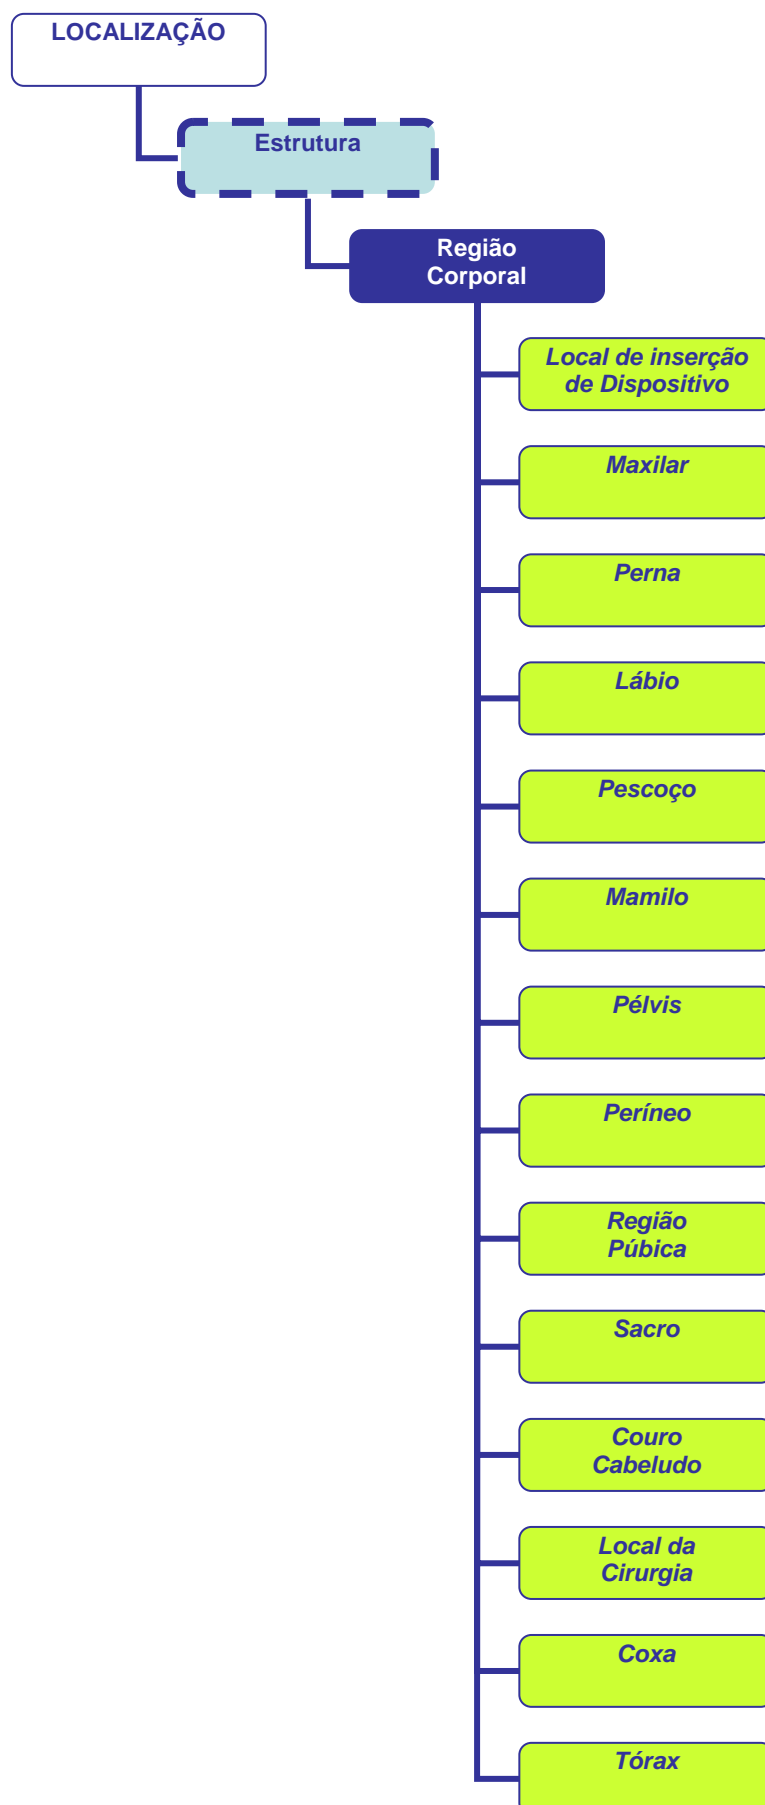 LOCALIZAÇÃO
Estrutura
Região
Corporal
Local de inserção
de Dispositivo
Maxilar
Perna
Lábio
Pescoço
Mamilo
Pélvis
Períneo
Região
Púbica
Sacro
Couro
Cabeludo
Local da
Cirurgia
Coxa
Tórax